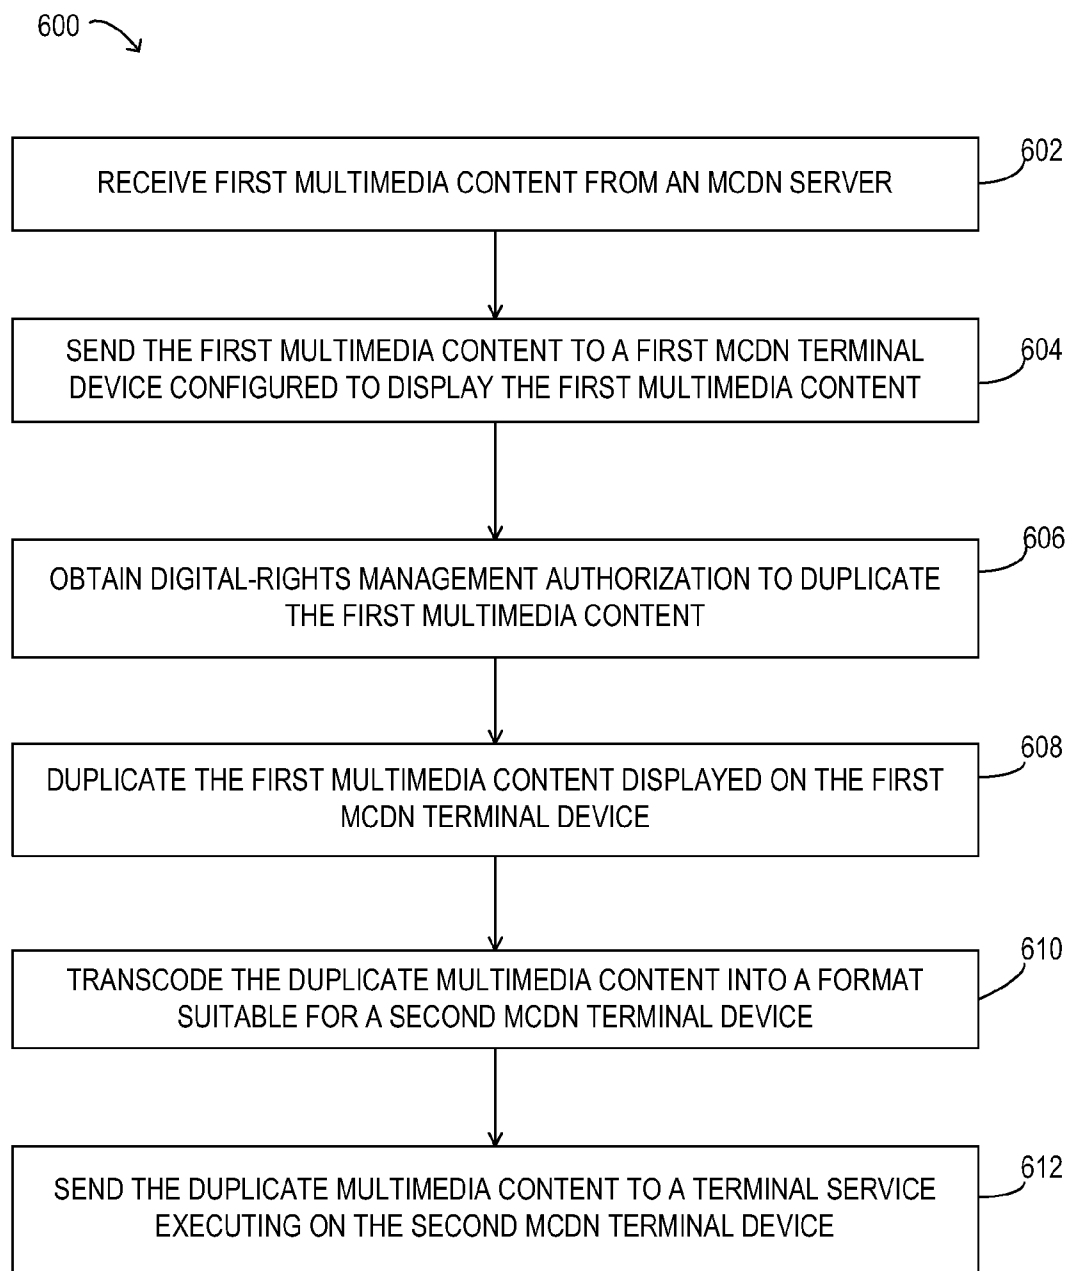 600
602
RECEIVE FIRST MULTIMEDIA CONTENT FROM AN MCDN SERVER
604
SEND THE FIRST MULTIMEDIA CONTENT TO A FIRST MCDN TERMINAL
DEVICE CONFIGURED TO DISPLAY THE FIRST MULTIMEDIA CONTENT
606
OBTAIN DIGITAL-RIGHTS MANAGEMENT AUTHORIZATION TO DUPLICATE
THE FIRST MULTIMEDIA CONTENT
608
DUPLICATE THE FIRST MULTIMEDIA CONTENT DISPLAYED ON THE FIRST
MCDN TERMINAL DEVICE
610
TRANSCODE THE DUPLICATE MULTIMEDIA CONTENT INTO A FORMAT
SUITABLE FOR A SECOND MCDN TERMINAL DEVICE
612
SEND THE DUPLICATE MULTIMEDIA CONTENT TO A TERMINAL SERVICE
EXECUTING ON THE SECOND MCDN TERMINAL DEVICE